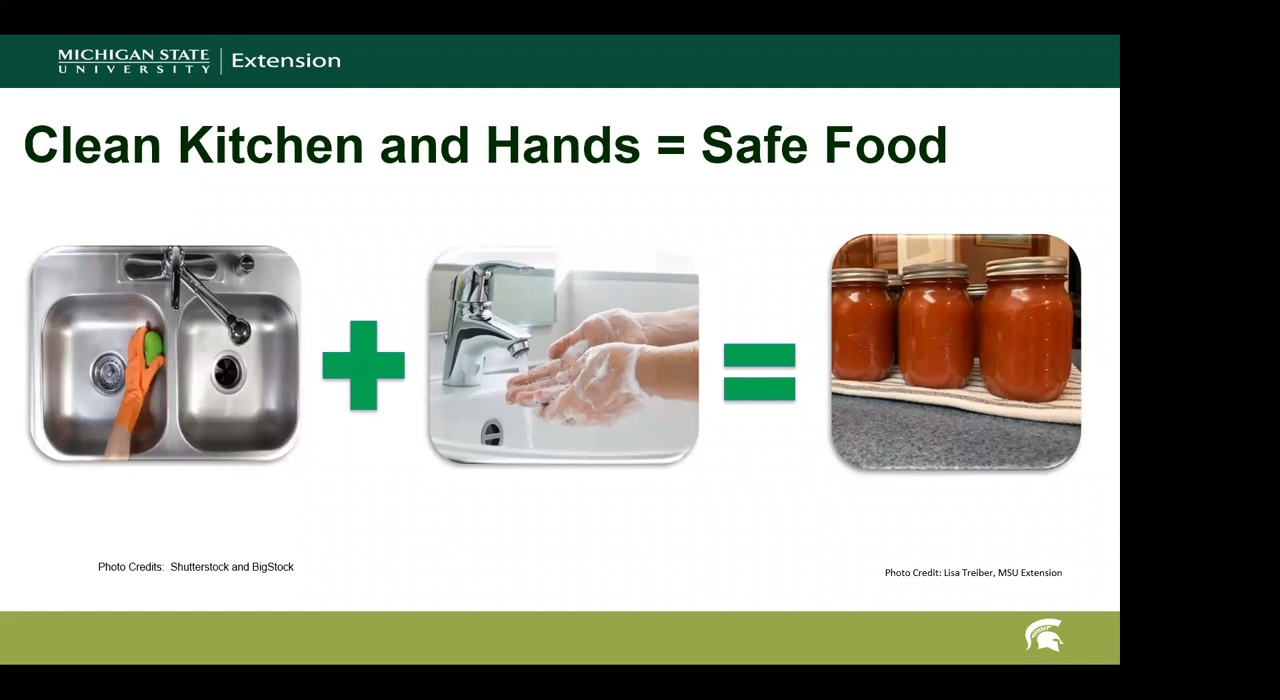 MICHIGAN STATE
UNIVERSITY
Extension
Clean Kitchen and Hands = Safe Food
Photo Credits: Shutterstock and BigStock
Photo Credit: Lisa Treiber, MSU Extension